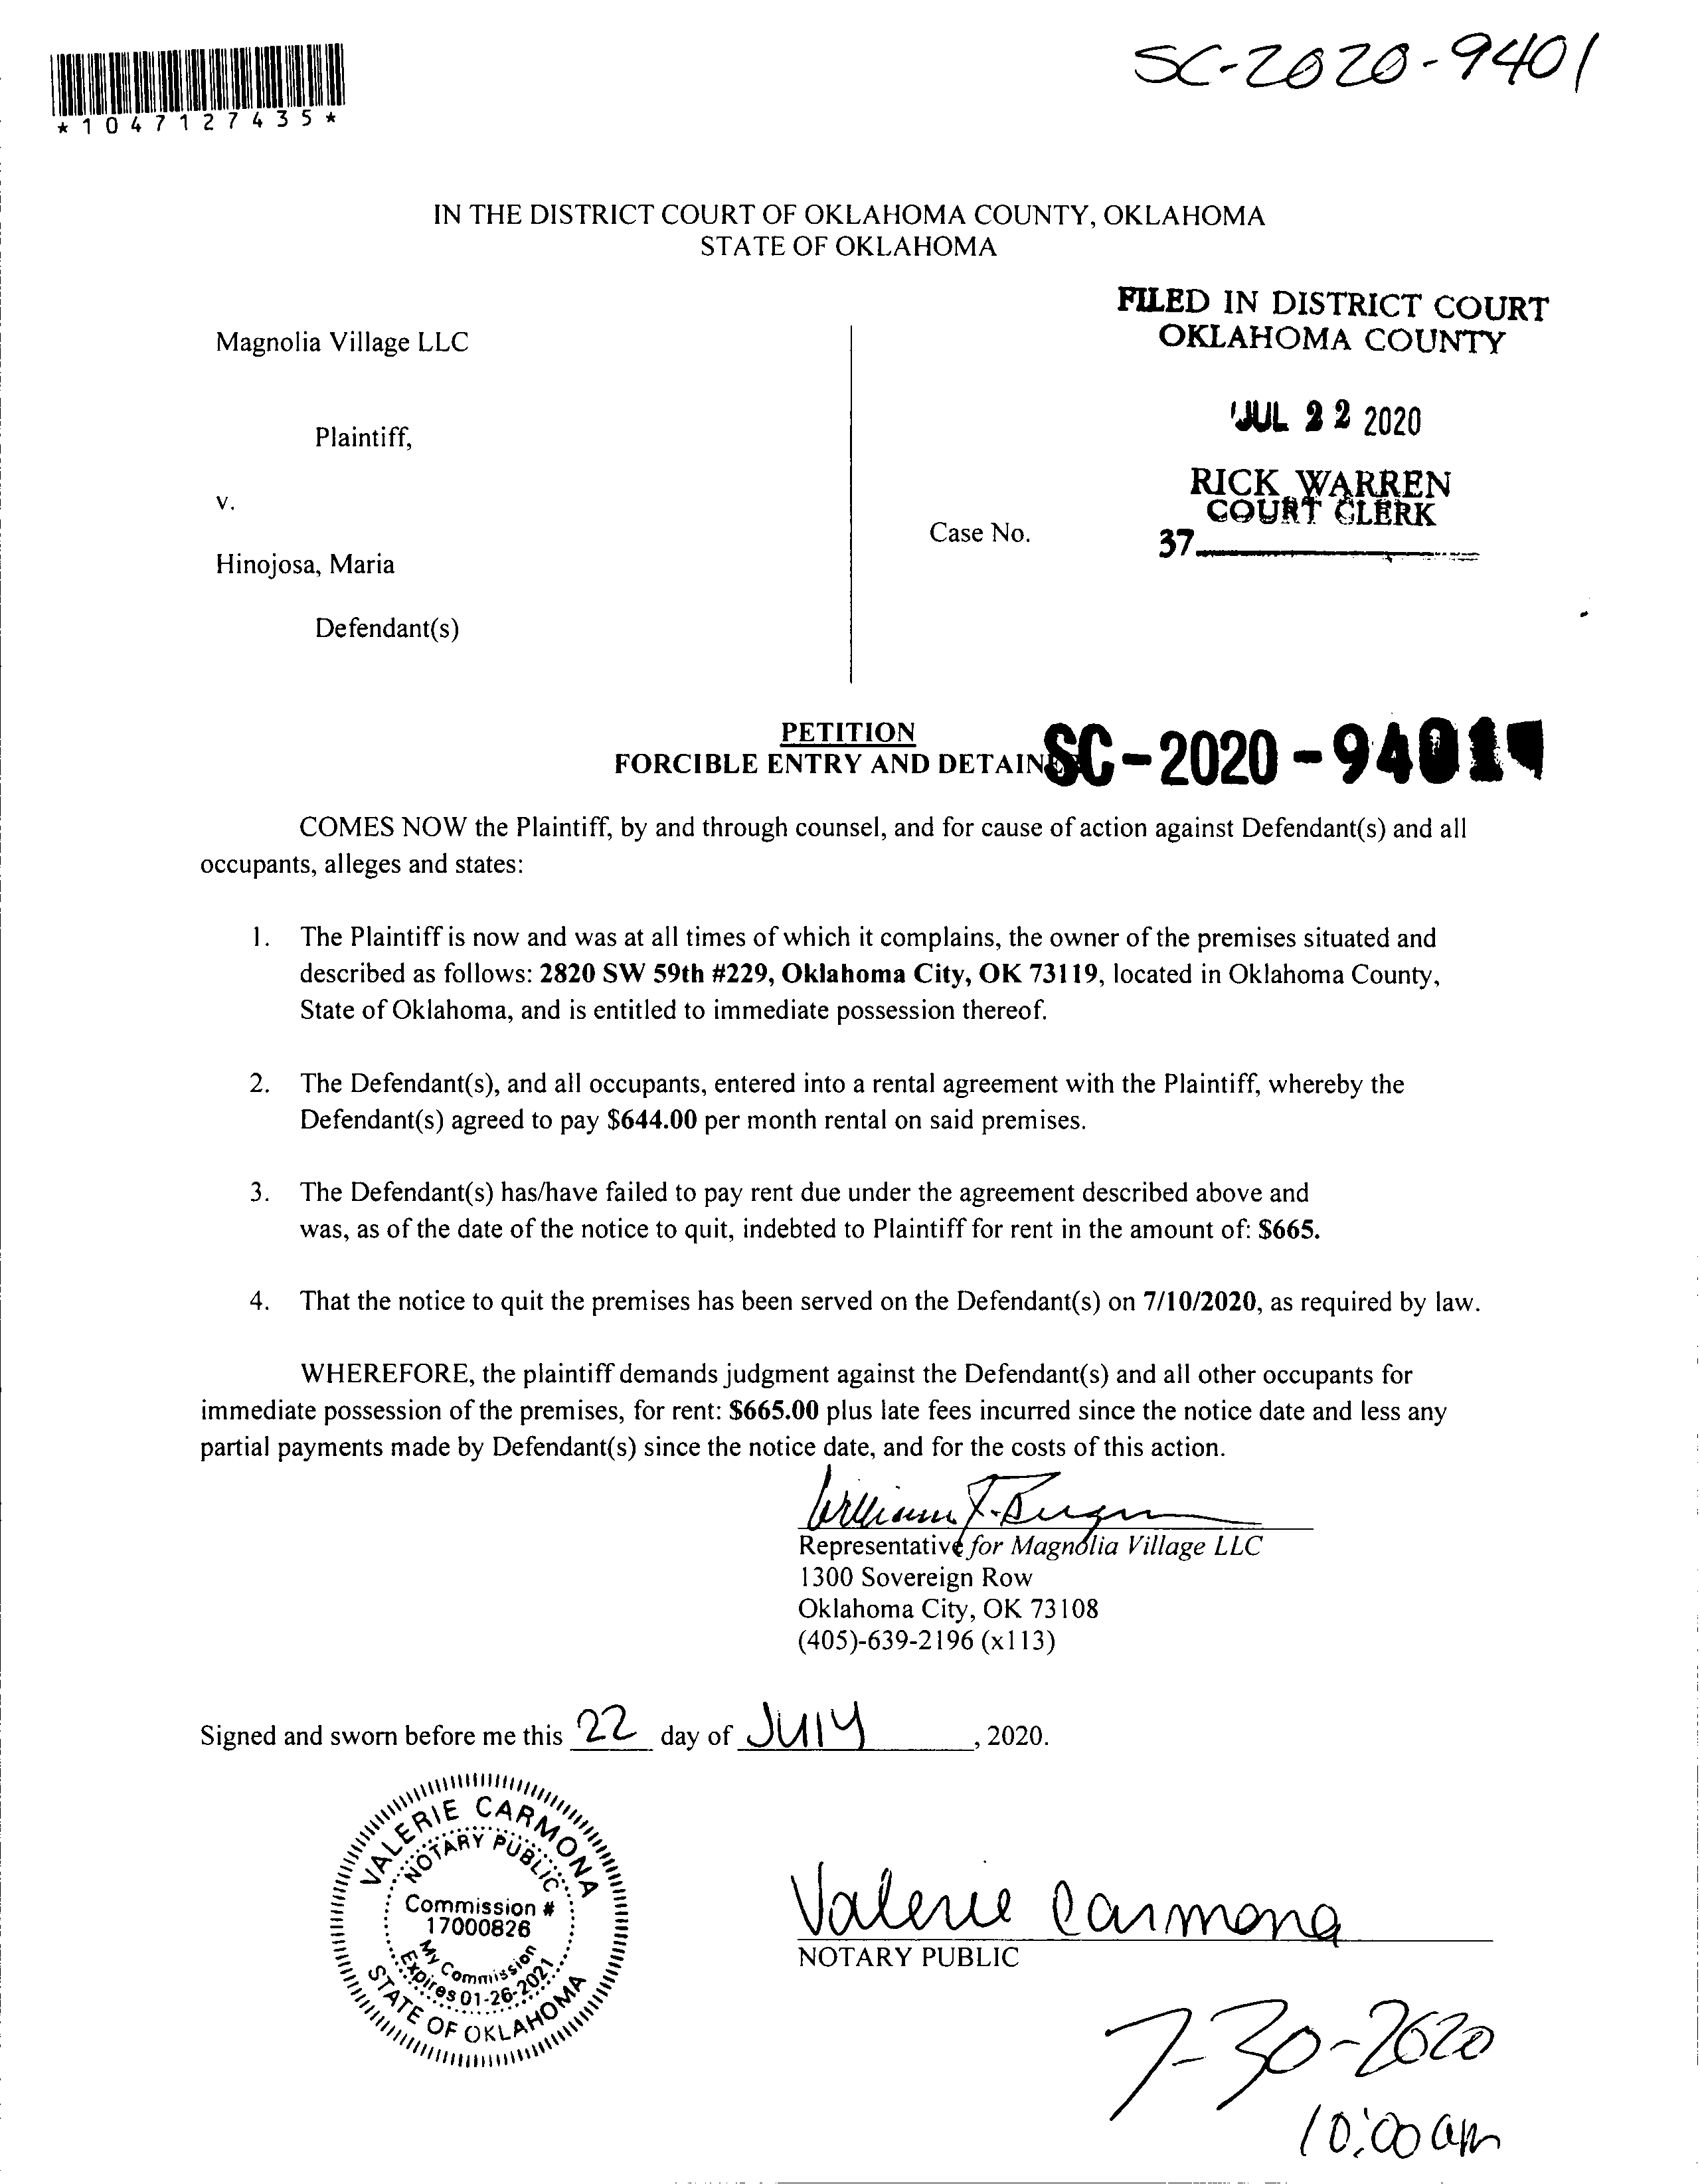 SC-2020-9401
*1047127435*
IN THE DISTRICT COURT OF OKLAHOMA COUNTY, OKLAHOMA
STATE OF OKLAHOMA
FILED IN DISTRICT COURT
OKLAHOMA COUNTY
JUL 22 2020
RICK WARREN
COURT CLERK
37
Magnolia Village LLC
Plaintiff,
v.
Case No.
Hinojosa, Maria
Defendant(s)
PETITION
FORCIBLE ENTRY AND DETAINER
SC-2020-9401
COMES NOW the Plaintiff, by and through counsel, and for cause of action against Defendant(s) and all
occupants, alleges and states:
1. The Plaintiff is now and was at all times of which it complains, the owner of the premises situated and
described as follows: 2820 SW 59th #229, Oklahoma City, OK 73119, located in Oklahoma County,
State of Oklahoma, and is entitled to immediate possession thereof.
2. The Defendant(s), and all occupants, entered into a rental agreement with the Plaintiff, whereby the
Defendant(s) agreed to pay $644.00 per month rental on said premises.
3. The Defendant(s) has/have failed to pay rent due under the agreement described above and
was, as of the date of the notice to quit, indebted to Plaintiff for rent in the amount of: $665.
4. That the notice to quit the premises has been served on the Defendant(s) on 7/10/2020, as required by law.
WHEREFORE, the plaintiff demands judgment against the Defendant(s) and all other occupants for
immediate possession of the premises, for rent: $665.00 plus late fees incurred since the notice date and less any
partial payments made by Defendant(s) since the notice date, and for the costs of this action.
Representative for Magnolia Village LLC
1300 Sovereign Row
Oklahoma City, OK 73108
(405)-639-2196 (x113)
Signed and sworn before me this 22 day of JUly, 2020.
VALERIE CARMONA
NOTARY PUBLIC
Commission #
17000826
My Commission
Expires 01-26-2021
STATE OF OKLAHOMA
Valerie Carmona
NOTARY PUBLIC
7-30-2020
10:00 am